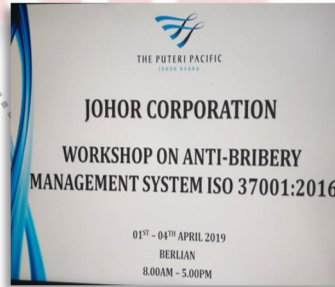 THE PUTERI PACIFIC
JOHOR BAHRU
JOHOR CORPORATION
WORKSHOP ON ANTI-BRIBERY
MANAGEMENT SYSTEM ISO 37001:2016
01ST – 04TH APRIL 2019
BERLIAN
8.00AM – 5.00PM